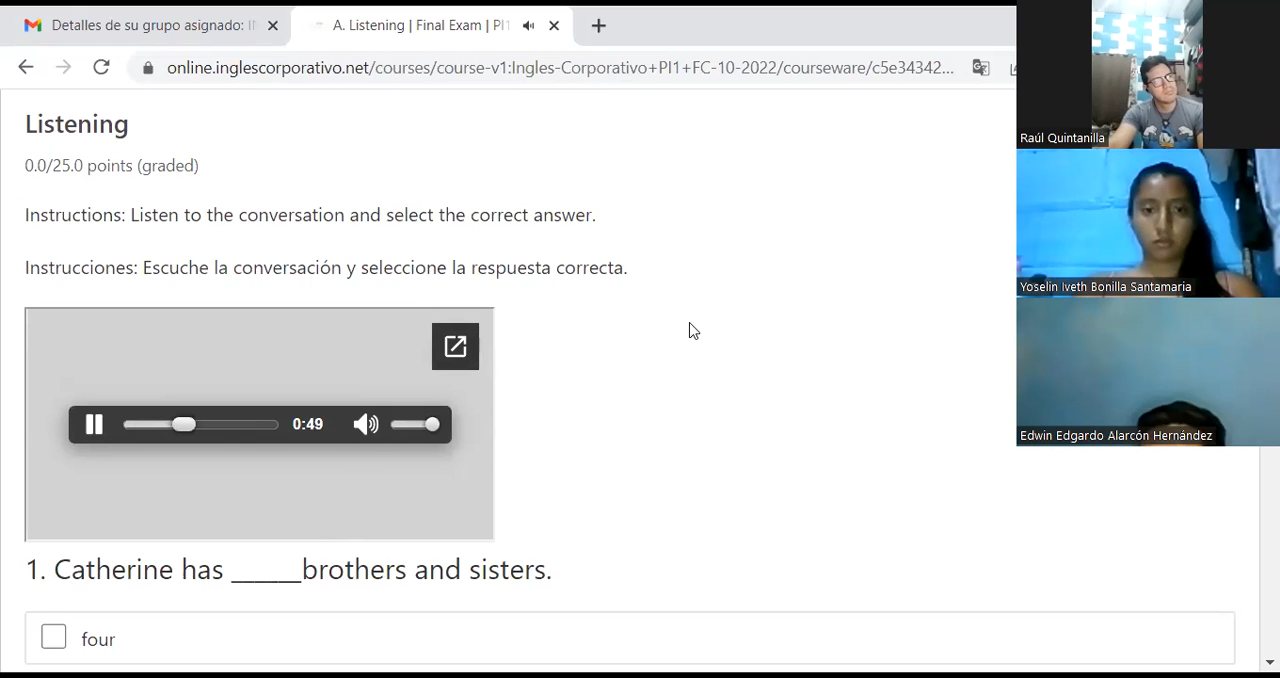 Detalles de su grupo asignado: I
A. Listening | Final Exam | PI1
online.inglescorporativo.net/courses/course-v1:Ingles-Corporativo+PI1+FC-10-2022/courseware/c5e34342...
Listening
0.0/25.0 points (graded)
Instructions: Listen to the conversation and select the correct answer.
Instrucciones: Escuche la conversación y seleccione la respuesta correcta.
0:49
1. Catherine has ______brothers and sisters.
four
Raúl Quintanilla
Yoselin Iveth Bonilla Santamaria
Edwin Edgardo Alarcón Hernández